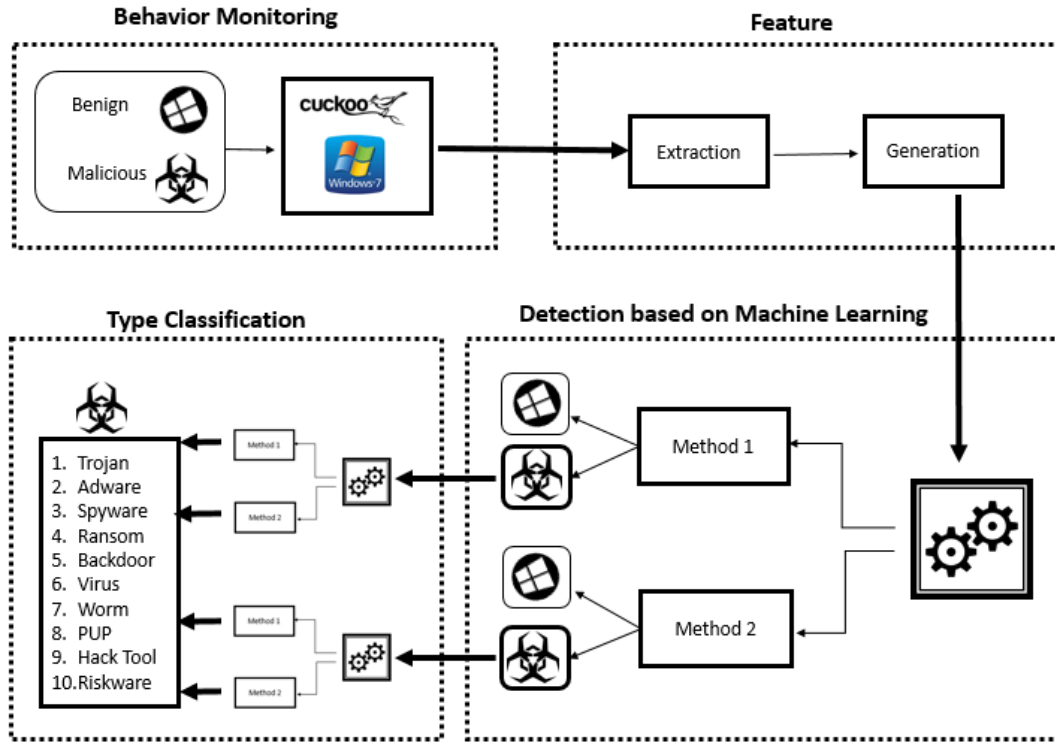 Behavior Monitoring
Feature
Benign
Malicious
cuckoo
Windows·7
Extraction
Generation
Type Classification
Detection based on Machine Learning
1. Trojan
2. Adware
3. Spyware
4. Ransom
5. Backdoor
6. Virus
7. Worm
8. PUP
9. Hack Tool
10.Riskware
Method 1
Method 2
Method 1
Method 2
Method 1
Method 2